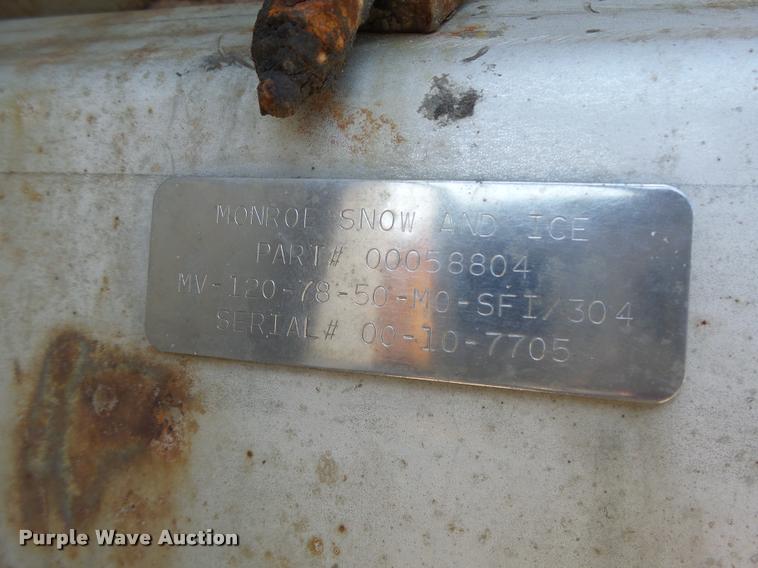 MONROE SNOW AND ICE
PART# 00058804
MV-120-78-50-MO-SFI/304
SERIAL# 00-10-7705
Purple Wave Auction